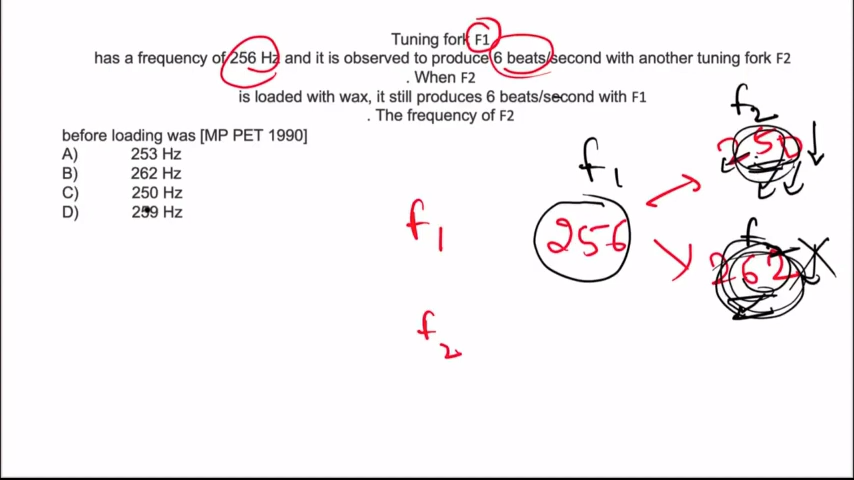 Tuning fork F1
has a frequency of 256 Hz and it is observed to produce 6 beats/second with another tuning fork F2
. When F2
is loaded with wax, it still produces 6 beats/second with F1
. The frequency of F2
before loading was [MP PET 1990]
A) 253 Hz
B) 262 Hz
C) 250 Hz
D) 259 Hz
f2
250
f1
256
f1
f
262
f2